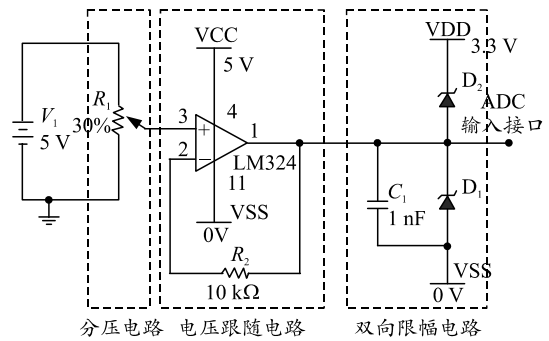 VCC
5 V
VDD
3.3 V
D2
ADC
输入接口
V1
5 V
R1
30%
3
4
1
2
LM324
11
C1
1 nF
D1
VSS
0V
R2
10 kΩ
VSS
0 V
分压电路
电压跟随电路
双向限幅电路